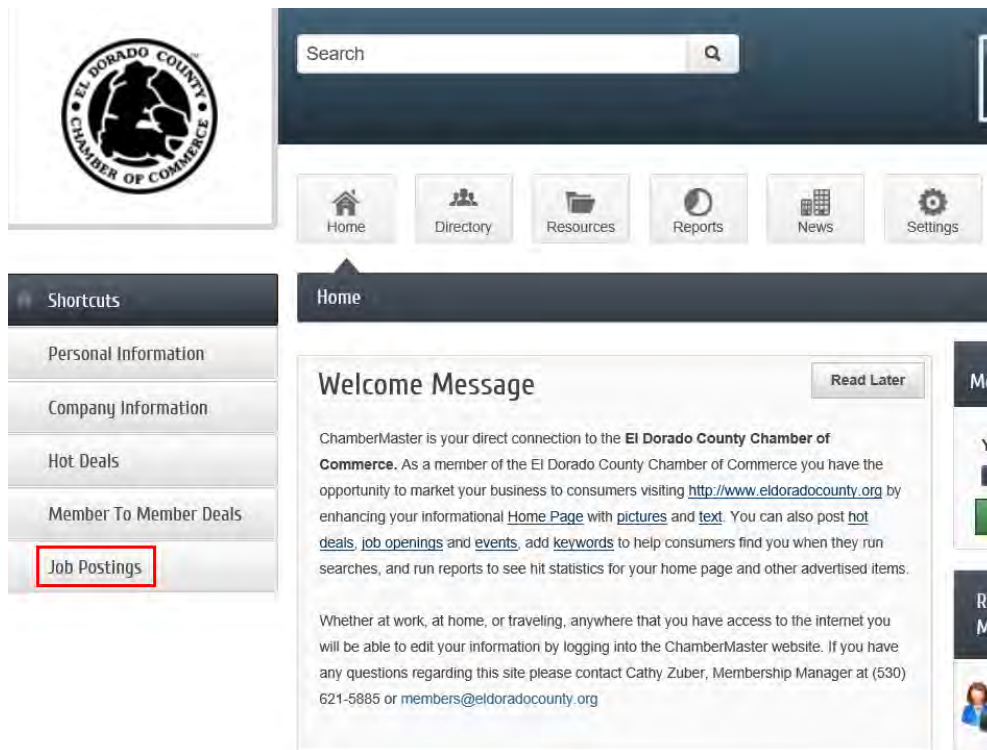 EL DORADO COUNTY
CHAMBER OF COMMERCE
Search
Home
Directory
Resources
Reports
News
Settings
Shortcuts
Personal Information
Company Information
Hot Deals
Member To Member Deals
Job Postings
Home
Welcome Message
Read Later
ChamberMaster is your direct connection to the El Dorado County Chamber of
Commerce. As a member of the El Dorado County Chamber of Commerce you have the
opportunity to market your business to consumers visiting http://www.eldoradocounty.org by
enhancing your informational Home Page with pictures and text. You can also post hot
deals, job openings and events, add keywords to help consumers find you when they run
searches, and run reports to see hit statistics for your home page and other advertised items.
Whether at work, at home, or traveling, anywhere that you have access to the internet you
will be able to edit your information by logging into the ChamberMaster website. If you have
any questions regarding this site please contact Cathy Zuber, Membership Manager at (530)
621-5885 or members@eldoradocounty.org